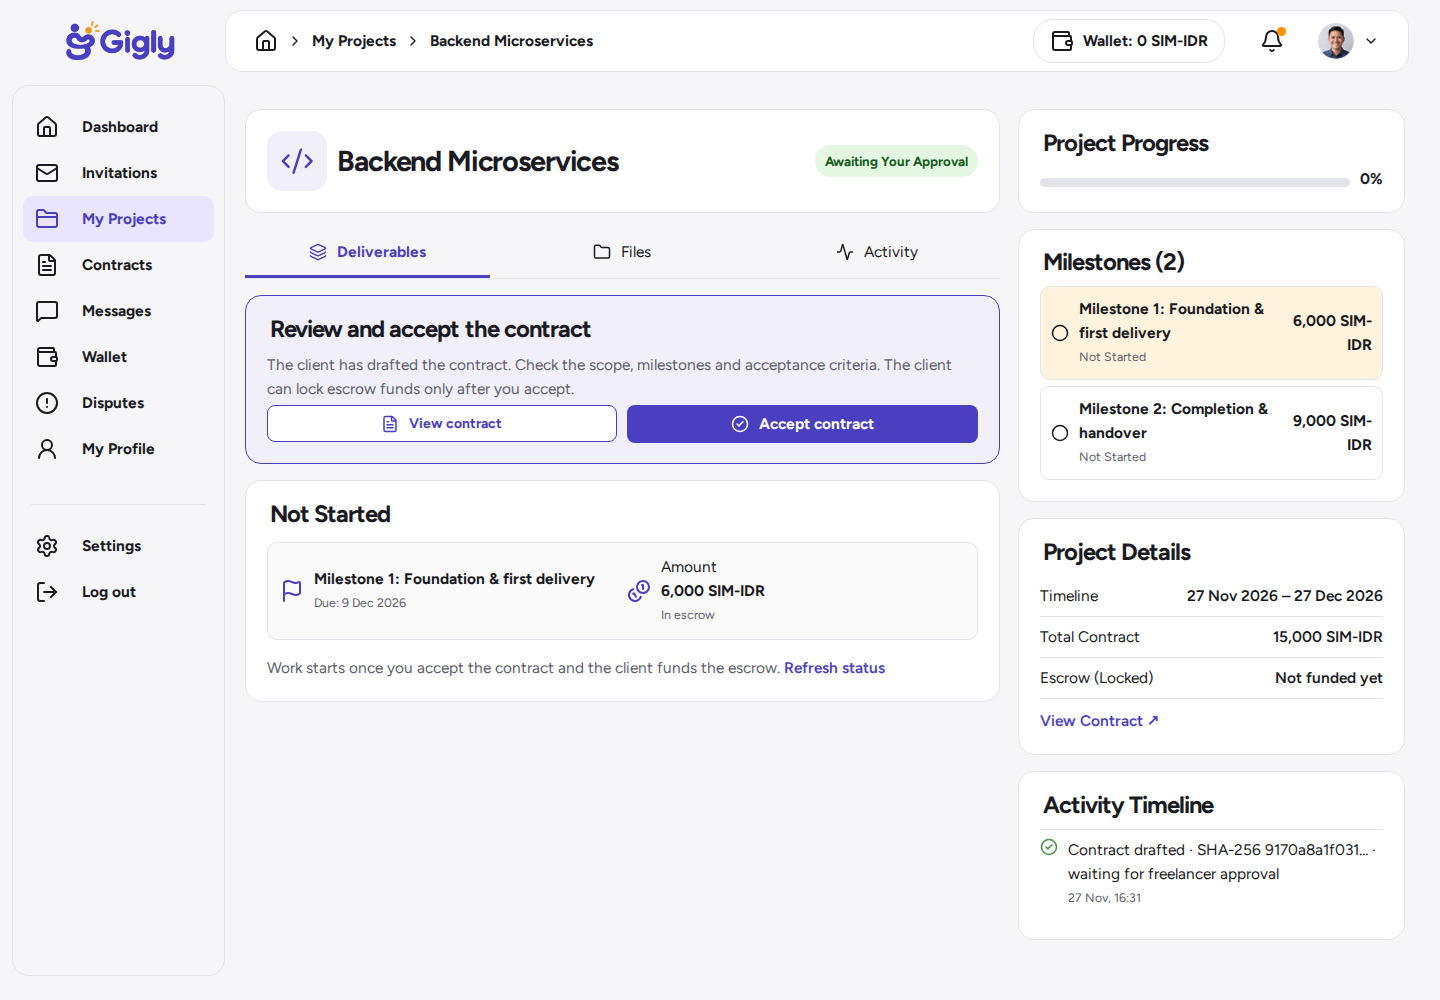 Gigly
My Projects
Backend Microservices
Wallet: 0 SIM-IDR
Dashboard
Invitations
My Projects
Contracts
Messages
Wallet
Disputes
My Profile
Settings
Log out
Backend Microservices
Awaiting Your Approval
Deliverables
Files
Activity
Review and accept the contract
The client has drafted the contract. Check the scope, milestones and acceptance criteria. The client
can lock escrow funds only after you accept.
View contract
Accept contract
Not Started
Milestone 1: Foundation & first delivery
Due: 9 Dec 2026
Amount
6,000 SIM-IDR
In escrow
Work starts once you accept the contract and the client funds the escrow. Refresh status
Project Progress
0%
Milestones (2)
Milestone 1: Foundation &
first delivery
Not Started
6,000 SIM-
IDR
Milestone 2: Completion &
handover
Not Started
9,000 SIM-
IDR
Project Details
Timeline
27 Nov 2026 – 27 Dec 2026
Total Contract
15,000 SIM-IDR
Escrow (Locked)
Not funded yet
View Contract ↗
Activity Timeline
Contract drafted · SHA-256 9170a8a1f031... ·
waiting for freelancer approval
27 Nov, 16:31